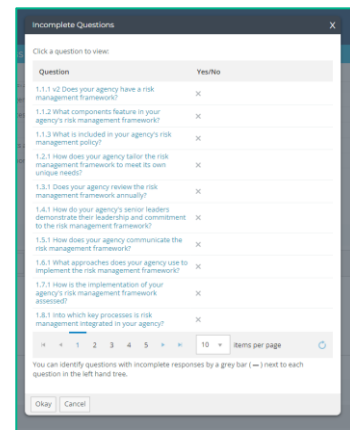 Incomplete Questions X
Click a question to view:
Question Yes/No
1.1.1 v2 Does your agency have a risk
management framework?
1.1.2 What components feature in your
agency's risk management framework?
1.1.3 What is included in your agency's risk
management policy?
1.2.1 How does your agency tailor the risk
management framework to meet its own
unique needs?
1.3.1 Does your agency review the risk
management framework annually?
1.4.1 How do your agency's senior leaders
demonstrate their leadership and commitment
to the risk management framework?
1.5.1 How does your agency communicate the
risk management framework?
1.6.1 What approaches does your agency use to
implement the risk management framework?
1.7.1 How is the implementation of your
agency's risk management framework
assessed?
1.8.1 Into which key processes is risk
management integrated in your agency?
1 2 3 4 5 10 items per page
You can identify questions with incomplete responses by a grey bar ( — ) next to each
question in the left hand tree.
Okay Cancel